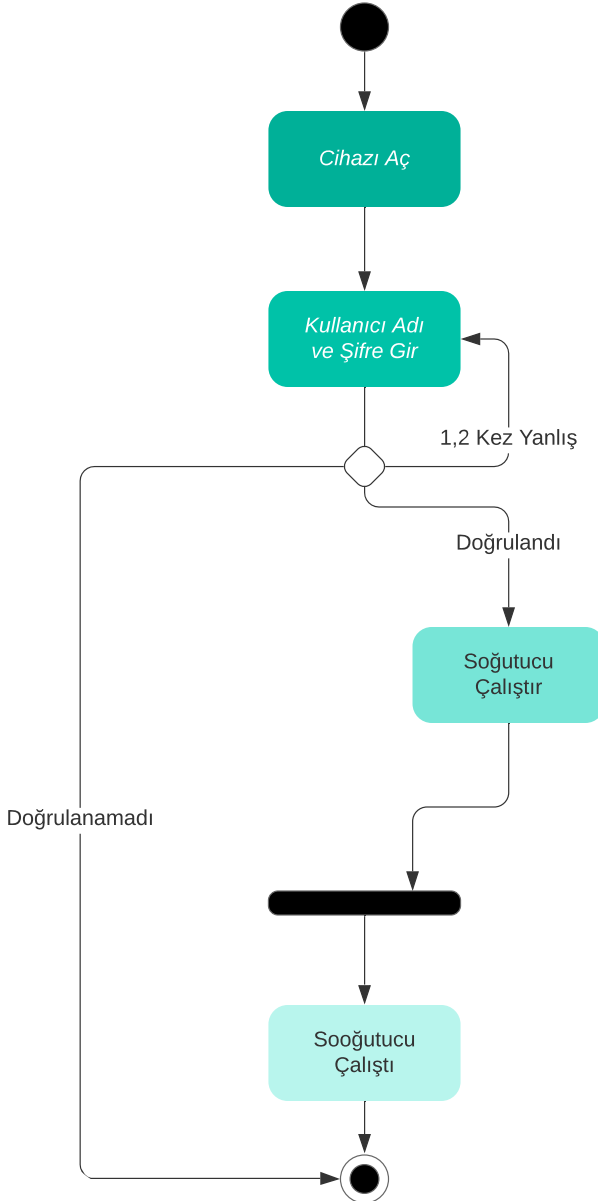 Cihazı Aç
Kullanıcı Adı
ve Şifre Gir
1,2 Kez Yanlış
Doğrulandı
Soğutucu
Çalıştır
Doğrulanamadı
Sooğutucu
Çalıştı